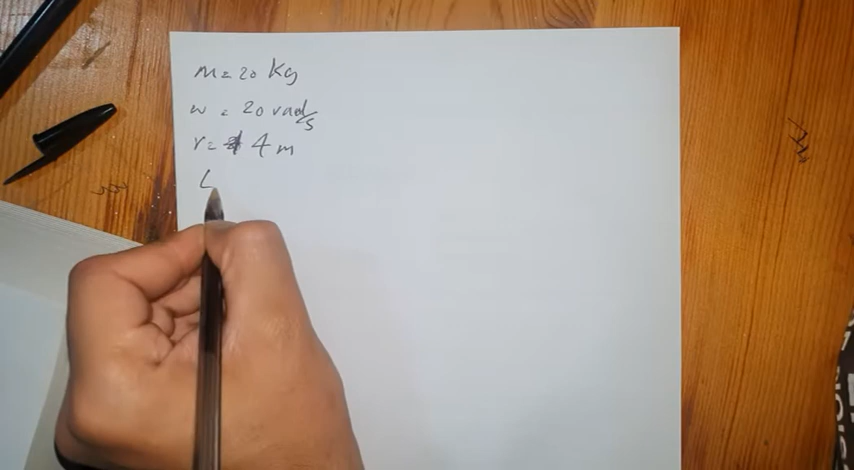 m = 20 Kg
w = 20 rad/s
r = 4 m
L